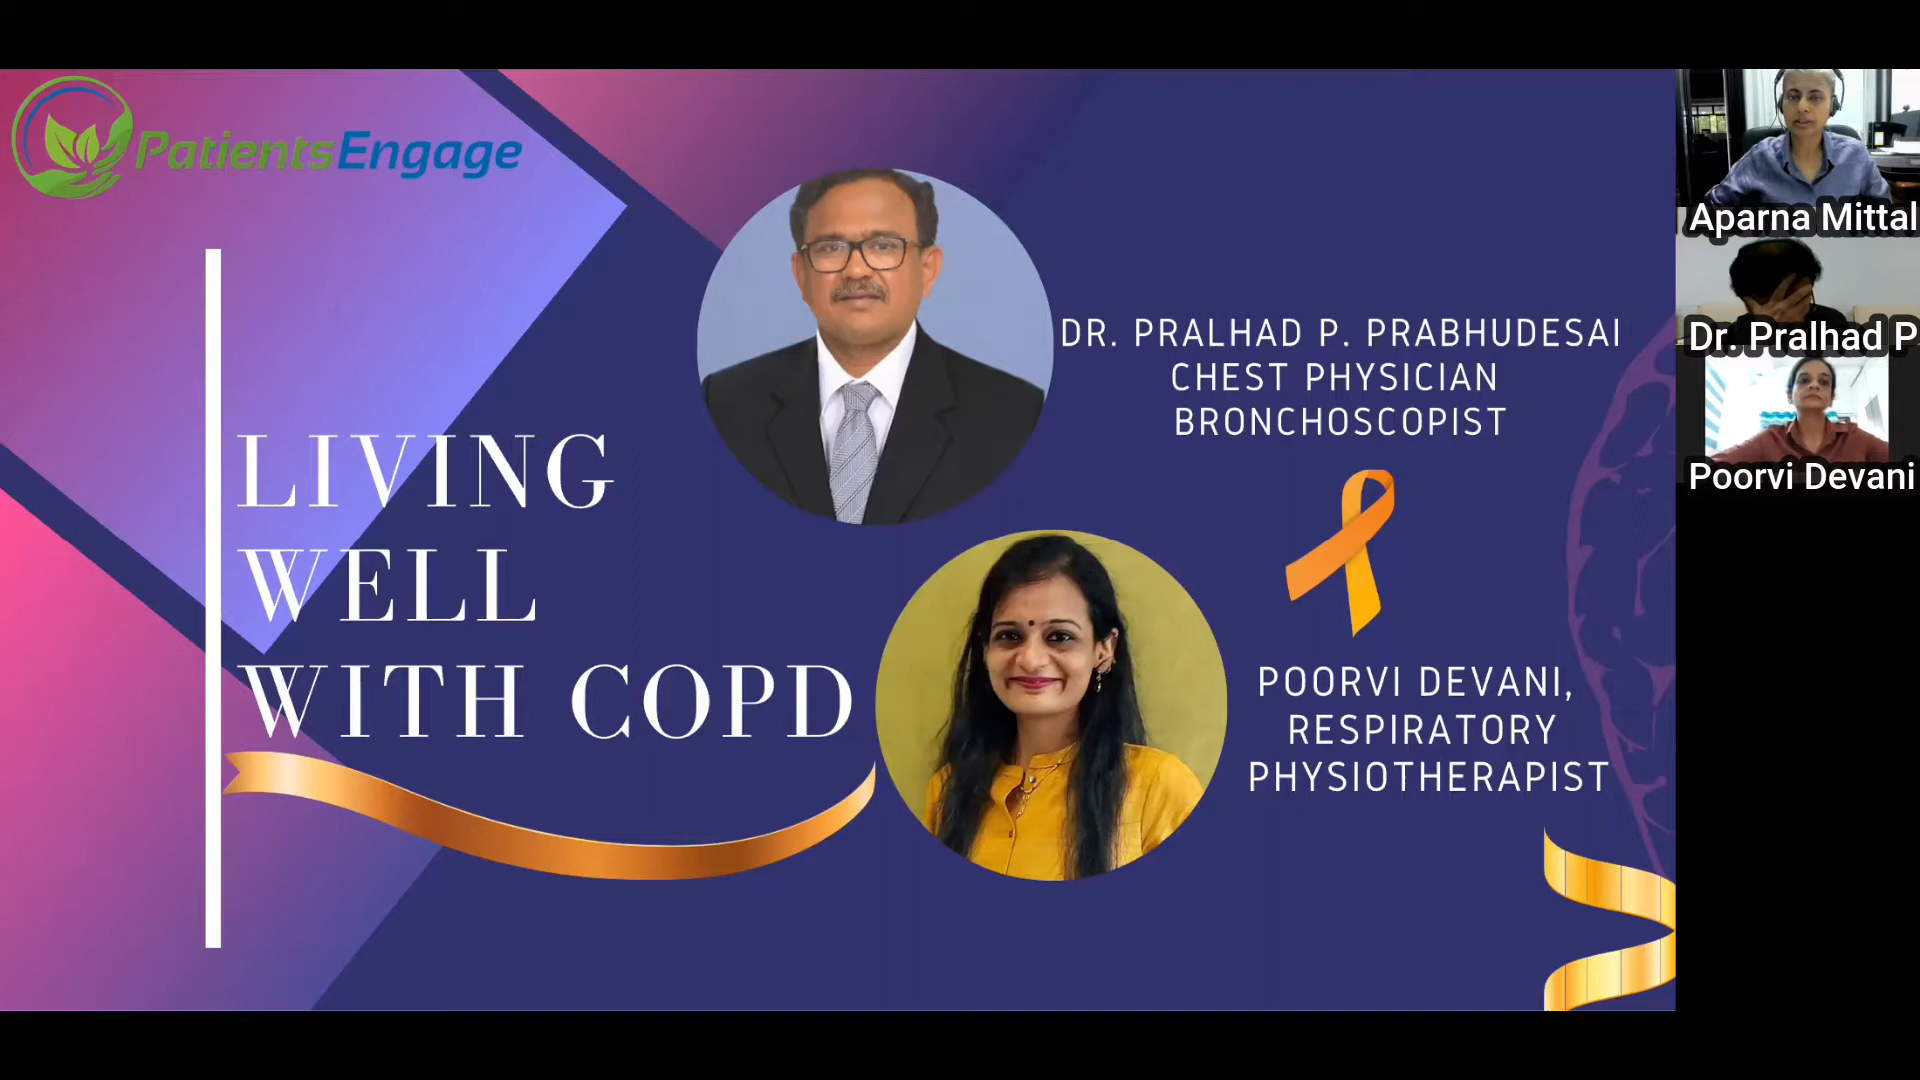 PatientsEngage
LIVING
WELL
WITH COPD
DR. PRALHAD P. PRABHUDESAI
CHEST PHYSICIAN
BRONCHOSCOPIST
POORVI DEVANI,
RESPIRATORY
PHYSIOTHERAPIST
Aparna Mittal
Dr. Pralhad P
Poorvi Devani